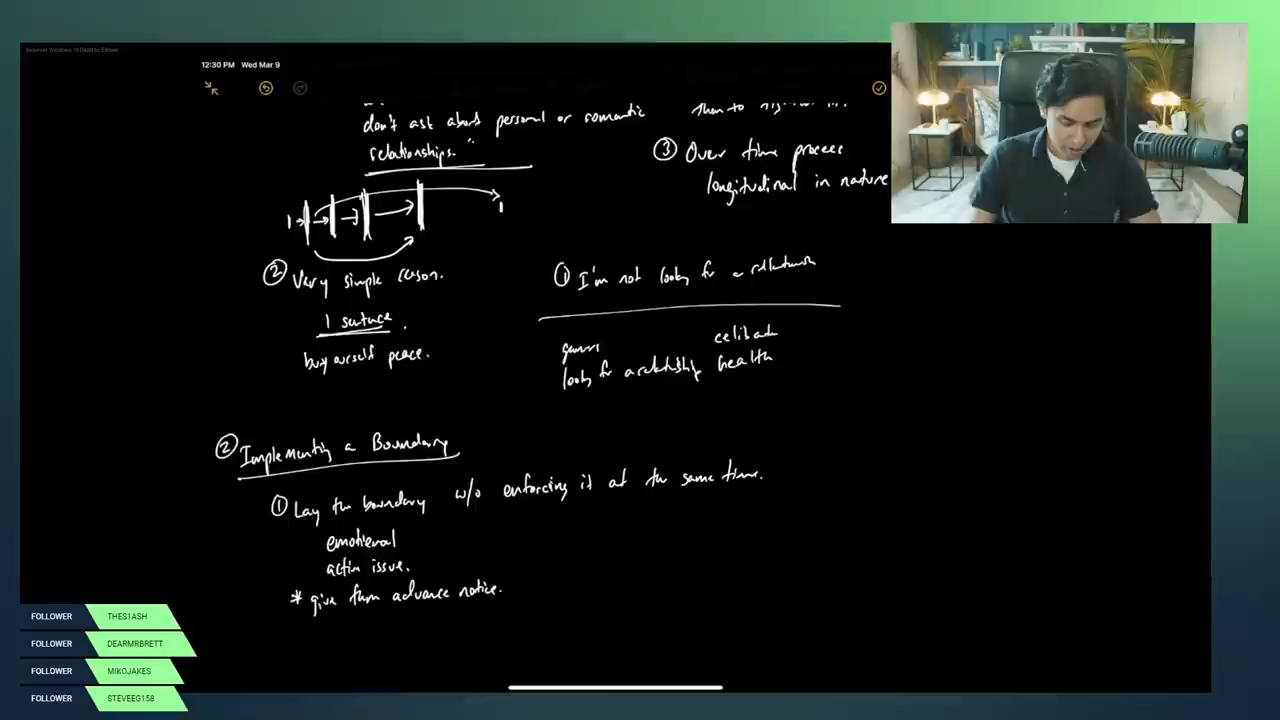 12:30 PM Wed Mar 9
don't ask about personal or romantic
relationships."
③ Over time process
longitudinal in nature
② Very simple reason.
1 sentence.
buy ourself peace.
① I'm not looking for a relationship
celibate
looking for a relationship health
② Implementing a Boundary
① Lay the boundary w/o enforcing it at the same time.
emotional
action issue.
* give them advance notice.
FOLLOWER THES1ASH
FOLLOWER DEARMRBRETT
FOLLOWER MIKOJAKES
FOLLOWER STEVEEG158